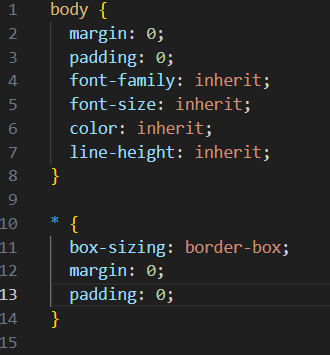 1 body {
2 margin: 0;
3 padding: 0;
4 font-family: inherit;
5 font-size: inherit;
6 color: inherit;
7 line-height: inherit;
8 }
9
10 * {
11 box-sizing: border-box;
12 margin: 0;
13 padding: 0;
14 }
15